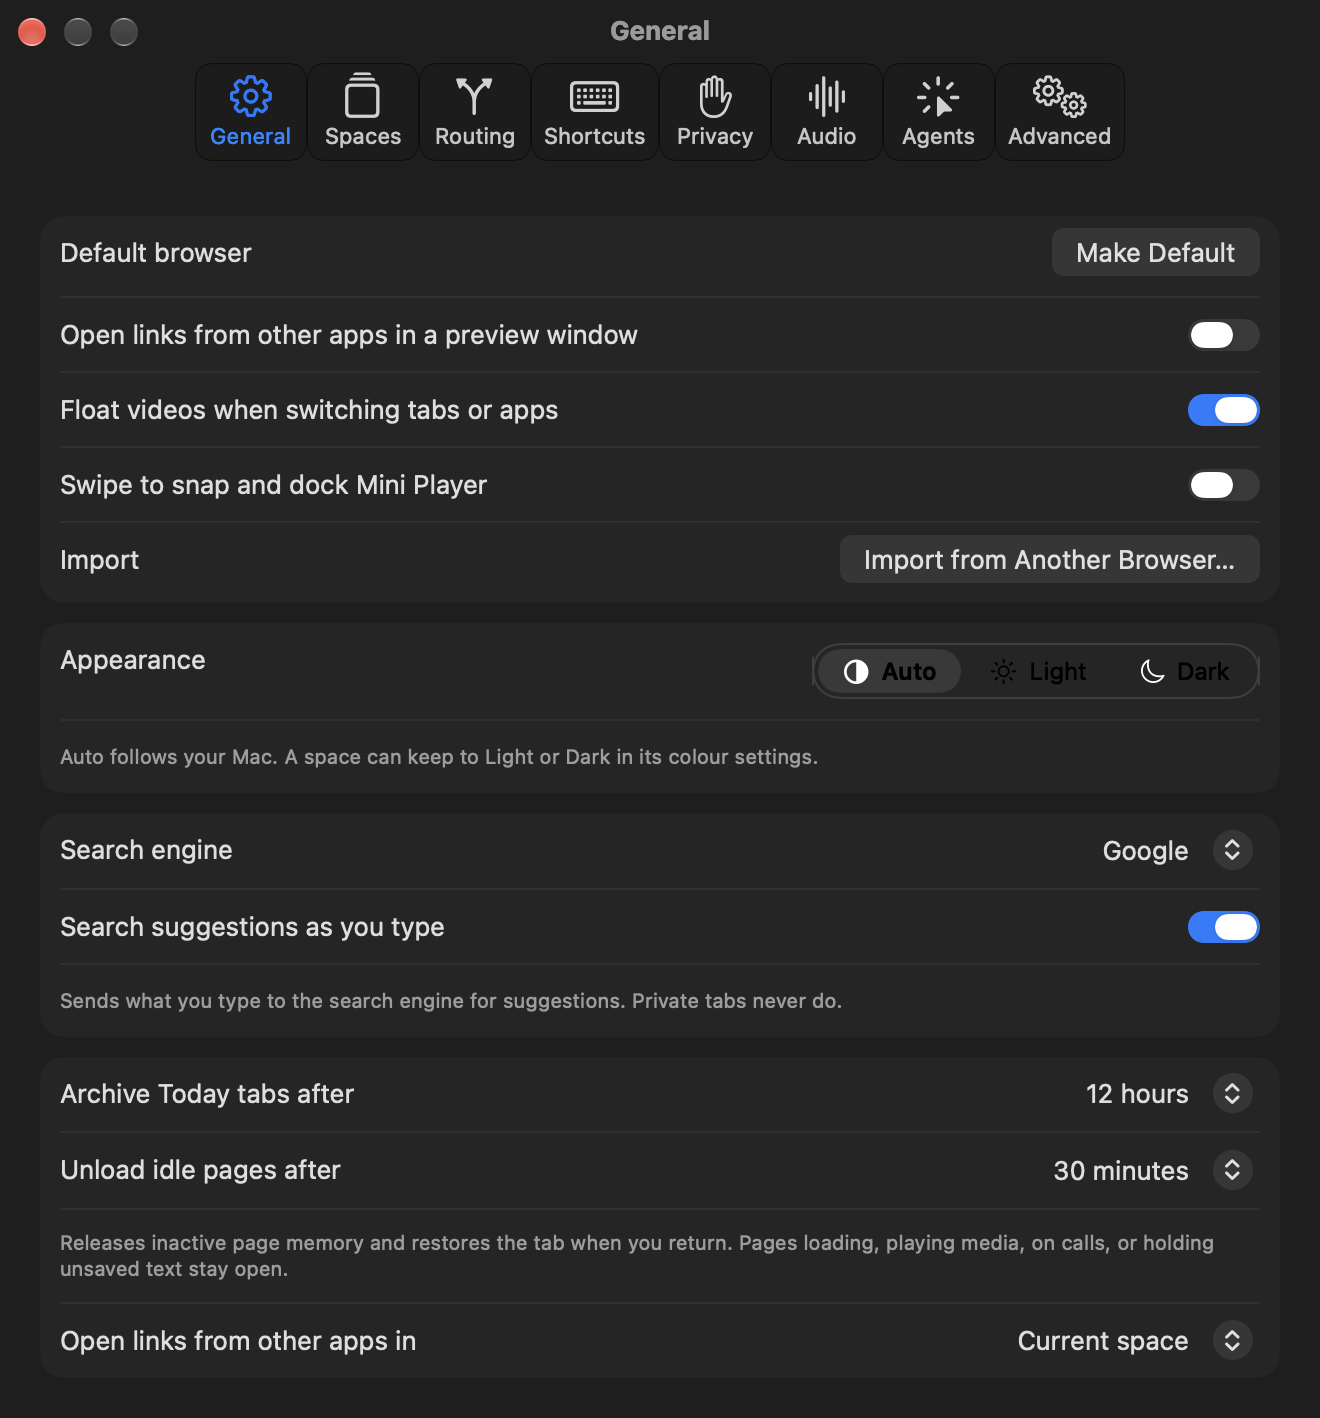 General
General
Spaces
Routing
Shortcuts
Privacy
Audio
Agents
Advanced
Default browser
Make Default
Open links from other apps in a preview window
Float videos when switching tabs or apps
Swipe to snap and dock Mini Player
Import
Import from Another Browser...
Appearance
Auto
Light
Dark
Auto follows your Mac. A space can keep to Light or Dark in its colour settings.
Search engine
Google
Search suggestions as you type
Sends what you type to the search engine for suggestions. Private tabs never do.
Archive Today tabs after
12 hours
Unload idle pages after
30 minutes
Releases inactive page memory and restores the tab when you return. Pages loading, playing media, on calls, or holding
unsaved text stay open.
Open links from other apps in
Current space